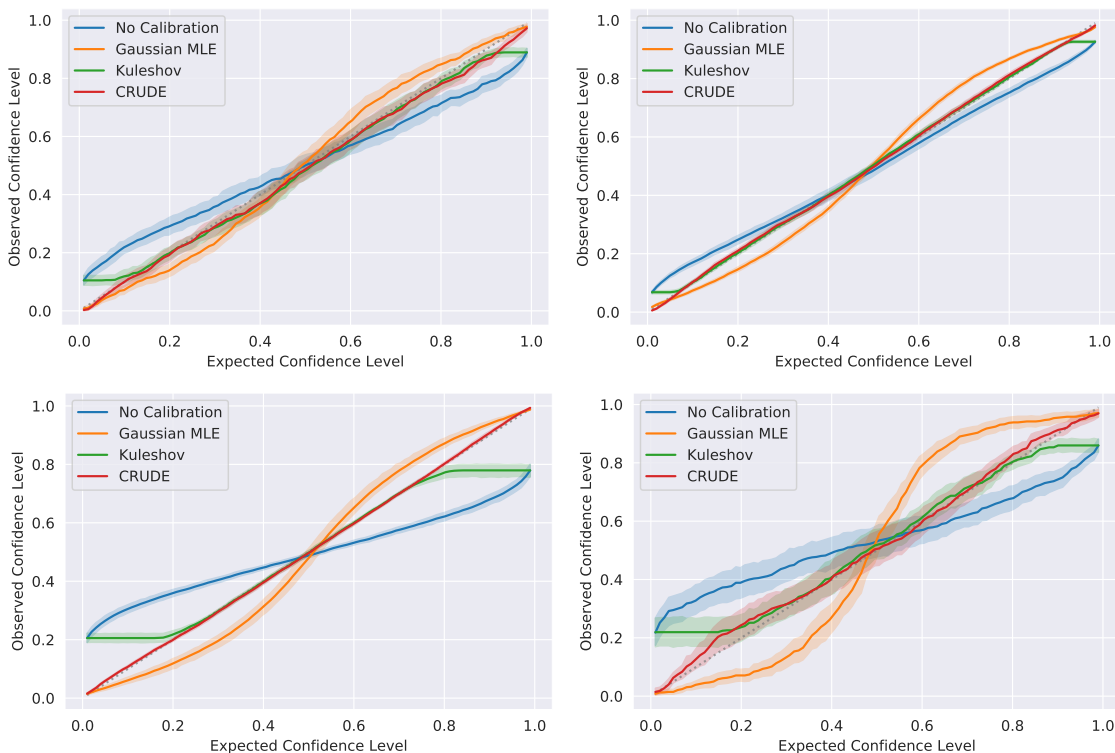 1.0
0.8
0.6
0.4
0.2
0.0
Observed Confidence Level
No Calibration
Gaussian MLE
Kuleshov
CRUDE
0.0 0.2 0.4 0.6 0.8 1.0
Expected Confidence Level
1.0
0.8
0.6
0.4
0.2
0.0
Observed Confidence Level
No Calibration
Gaussian MLE
Kuleshov
CRUDE
0.0 0.2 0.4 0.6 0.8 1.0
Expected Confidence Level
1.0
0.8
0.6
0.4
0.2
0.0
Observed Confidence Level
No Calibration
Gaussian MLE
Kuleshov
CRUDE
0.0 0.2 0.4 0.6 0.8 1.0
Expected Confidence Level
1.0
0.8
0.6
0.4
0.2
0.0
Observed Confidence Level
No Calibration
Gaussian MLE
Kuleshov
CRUDE
0.0 0.2 0.4 0.6 0.8 1.0
Expected Confidence Level